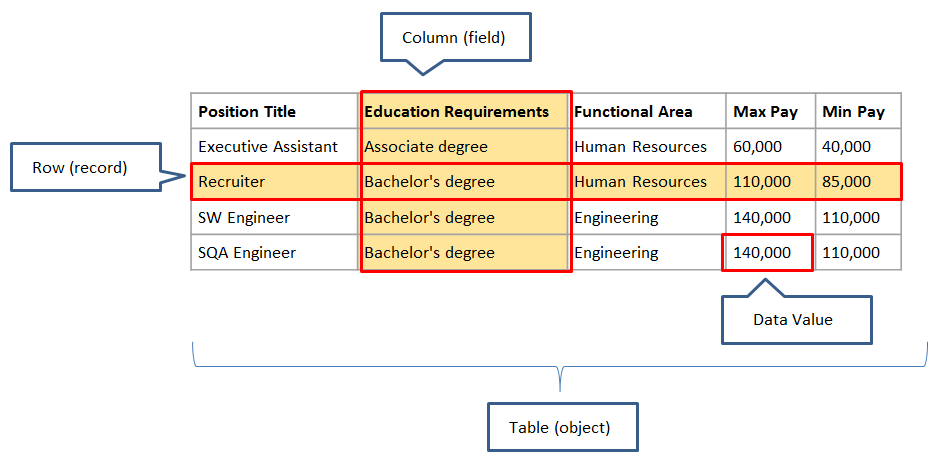 Column (field)
Position Title Education Requirements Functional Area Max Pay Min Pay
Executive Assistant Associate degree Human Resources 60,000 40,000
Row (record)
Recruiter Bachelor's degree Human Resources 110,000 85,000
SW Engineer Bachelor's degree Engineering 140,000 110,000
SQA Engineer Bachelor's degree Engineering 140,000 110,000
Data Value
Table (object)